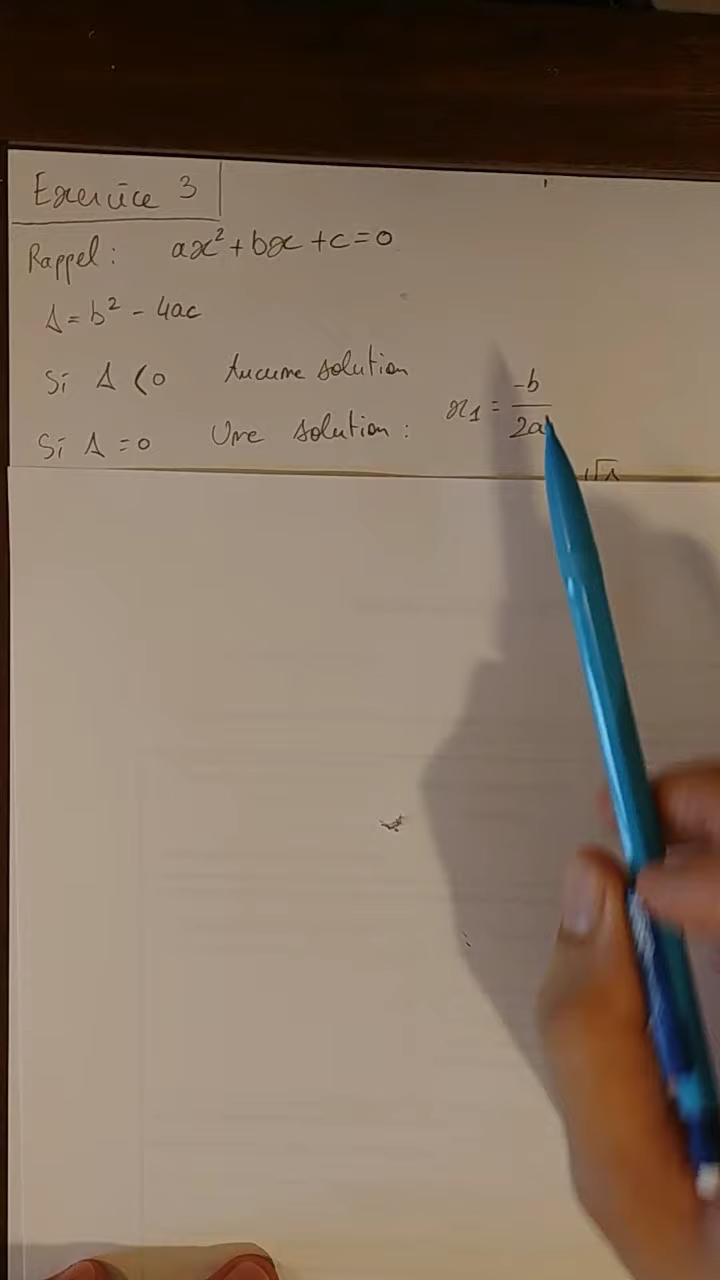 Exercice 3
Rappel : ax² + bx + c = 0
Δ = b² - 4ac
Si Δ < 0 Aucune solution
Si Δ = 0 Une solution : x₁ = -b / 2a
√Δ